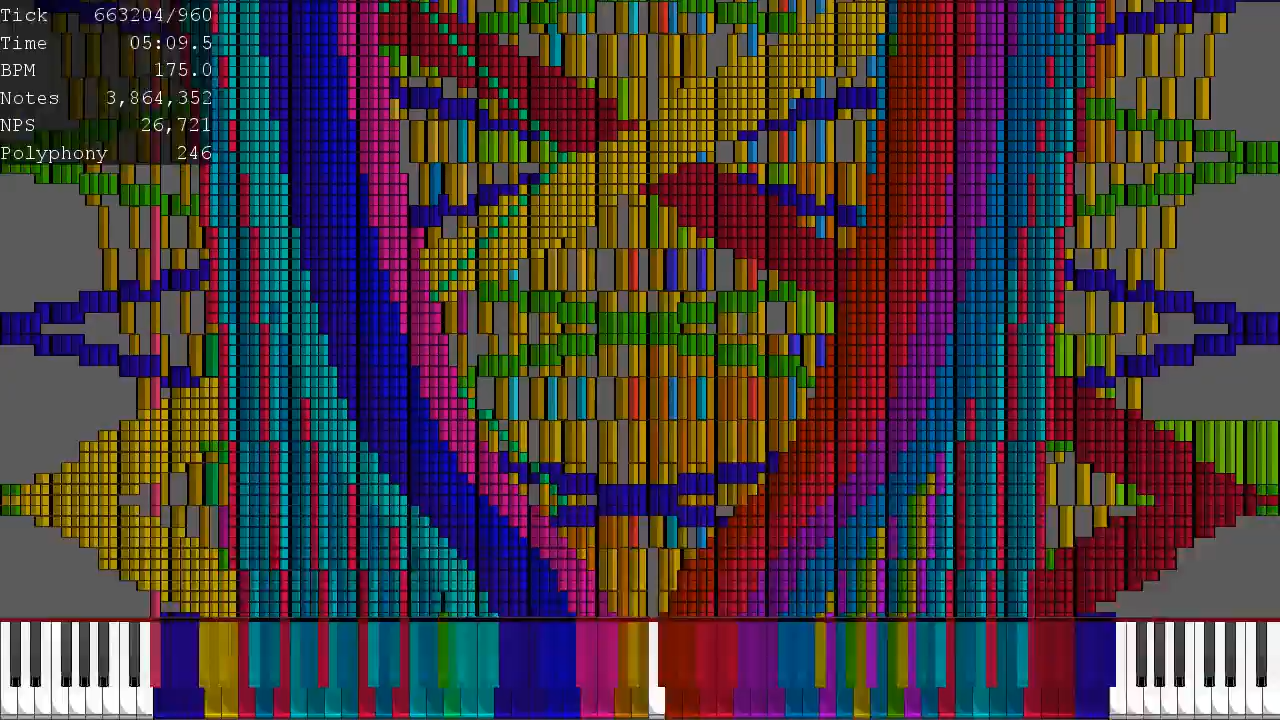 Tick 663204/960
Time 05:09.5
BPM 175.0
Notes 3,864,352
NPS 26,721
Polyphony 246